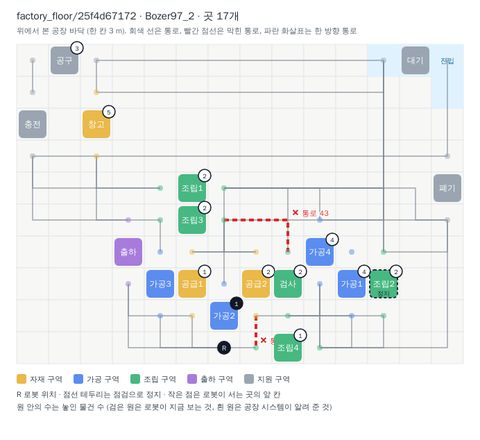 factory_floor/25f4d67172 · Bozer97_2 · 곳 17개
위에서 본 공장 바닥 (한 칸 3 m). 회색 선은 통로, 빨간 점선은 막힌 통로, 파란 화살표는 한 방향 통로
공구 3
대기
진입
충전
창고 5
조립1 2
폐기
조립3 2
✖ 통로 43
출하
가공4 4
가공3
공급1 1
공급2 2
검사 2
가공1 4
조립2 2
정지
가공2 1
R
✖ 통
조립4 1
자재 구역
가공 구역
조립 구역
출하 구역
지원 구역
R 로봇 위치 · 점선 테두리는 점검으로 정지 · 작은 점은 로봇이 서는 곳의 앞 칸
원 안의 수는 놓인 물건 수 (검은 원은 로봇이 지금 보는 것, 흰 원은 공장 시스템이 알려 준 것)